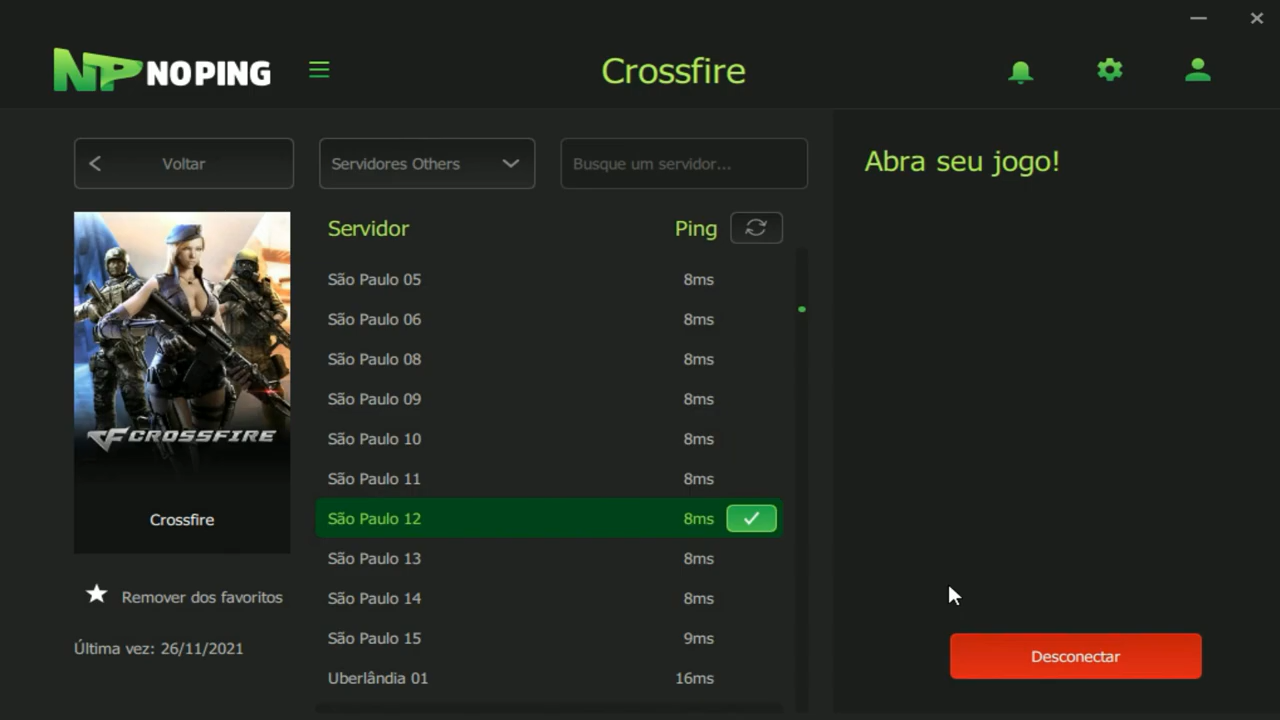 NP NOPING
Crossfire
Voltar
Servidores Others
Busque um servidor...
Abra seu jogo!
CF CROSSFIRE
Crossfire
Remover dos favoritos
Última vez: 26/11/2021
Servidor Ping
São Paulo 05 8ms
São Paulo 06 8ms
São Paulo 08 8ms
São Paulo 09 8ms
São Paulo 10 8ms
São Paulo 11 8ms
São Paulo 12 8ms
São Paulo 13 8ms
São Paulo 14 8ms
São Paulo 15 9ms
Uberlândia 01 16ms
Desconectar